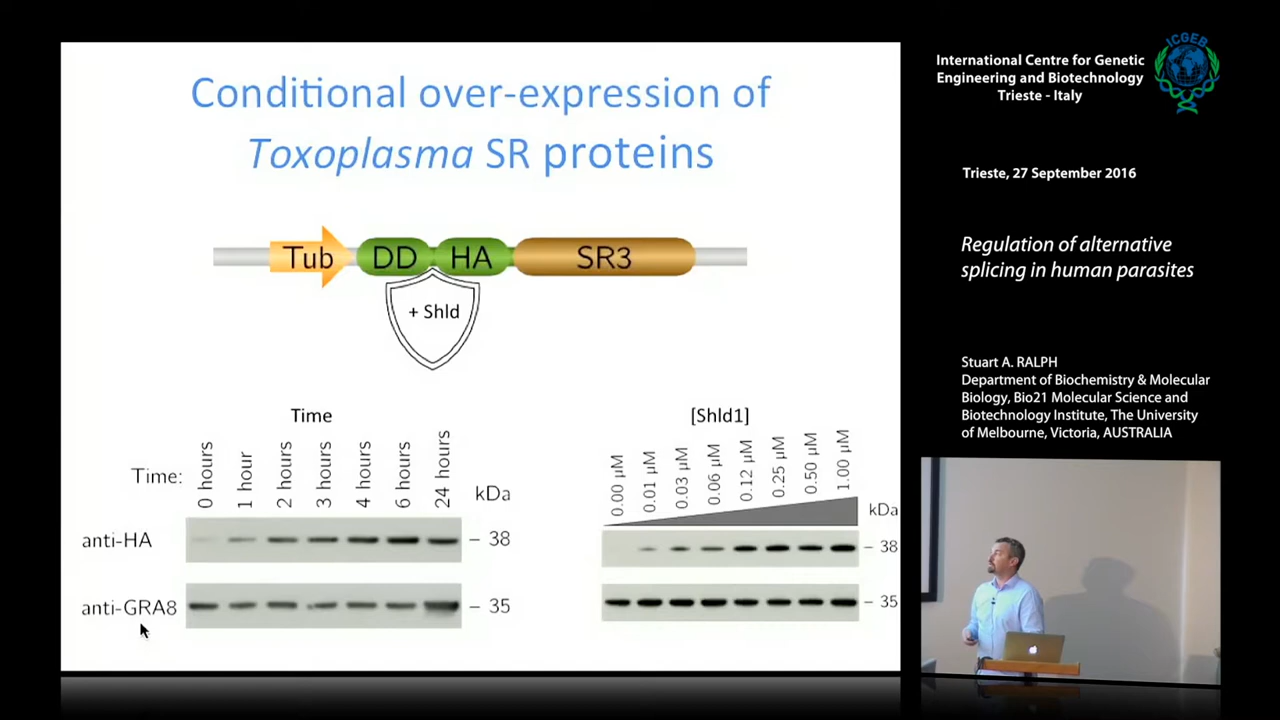 Conditional over-expression of
Toxoplasma SR proteins
Tub DD HA SR3
+ Shld
Time
Time: 0 hours 1 hour 2 hours 3 hours 4 hours 6 hours 24 hours kDa
anti-HA – 38
anti-GRA8 – 35
[Shld1]
0.00 µM 0.01 µM 0.03 µM 0.06 µM 0.12 µM 0.25 µM 0.50 µM 1.00 µM kDa
– 38
– 35
International Centre for Genetic
Engineering and Biotechnology
Trieste - Italy
ICGEB
Trieste, 27 September 2016
Regulation of alternative
splicing in human parasites
Stuart A. RALPH
Department of Biochemistry & Molecular
Biology, Bio21 Molecular Science and
Biotechnology Institute, The University
of Melbourne, Victoria, AUSTRALIA